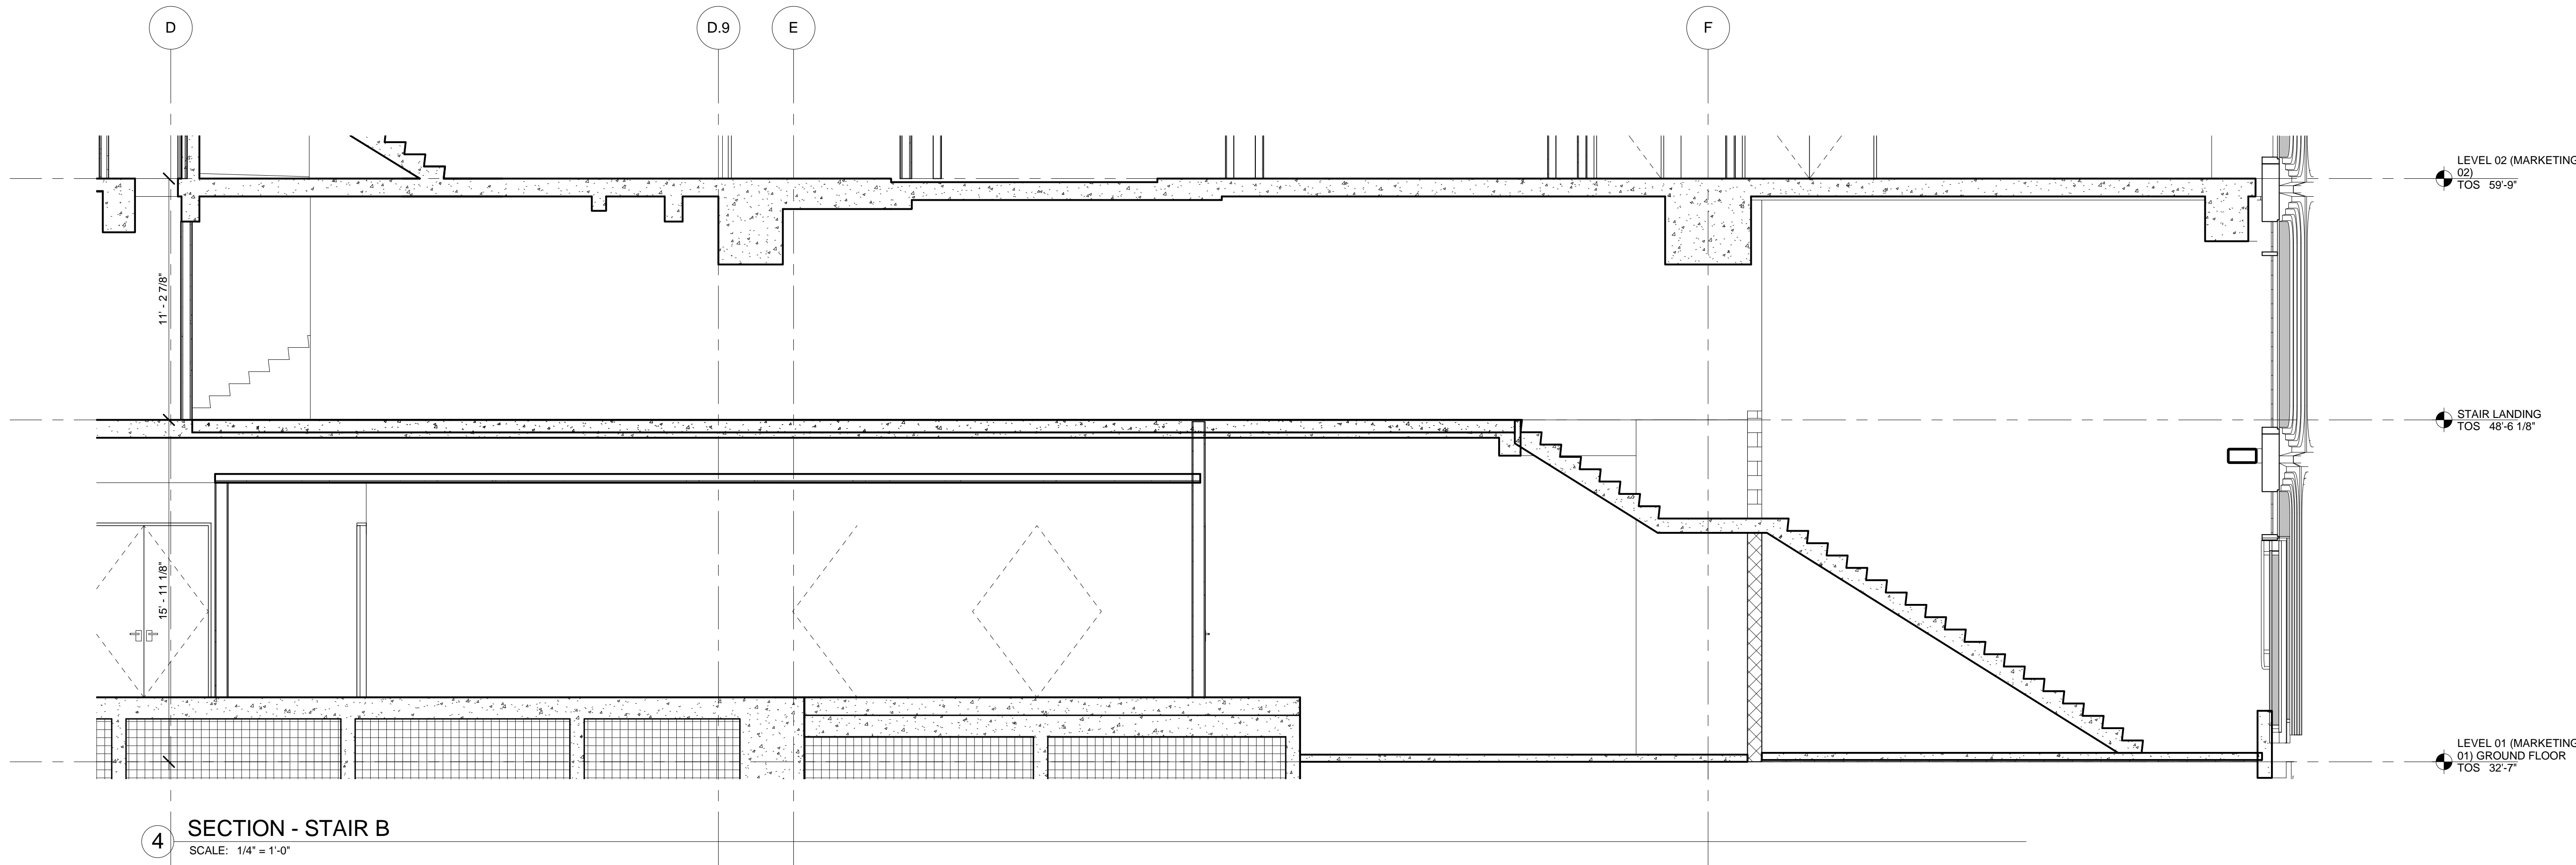 D
D.9
E
F
LEVEL 02 (MARKETING
02)
TOS 59'-9"
11' - 2 7/8"
STAIR LANDING
TOS 48'-6 1/8"
15' - 11 1/8"
LEVEL 01 (MARKETING
01) GROUND FLOOR
TOS 32'-7"
4
SECTION - STAIR B
SCALE: 1/4" = 1'-0"